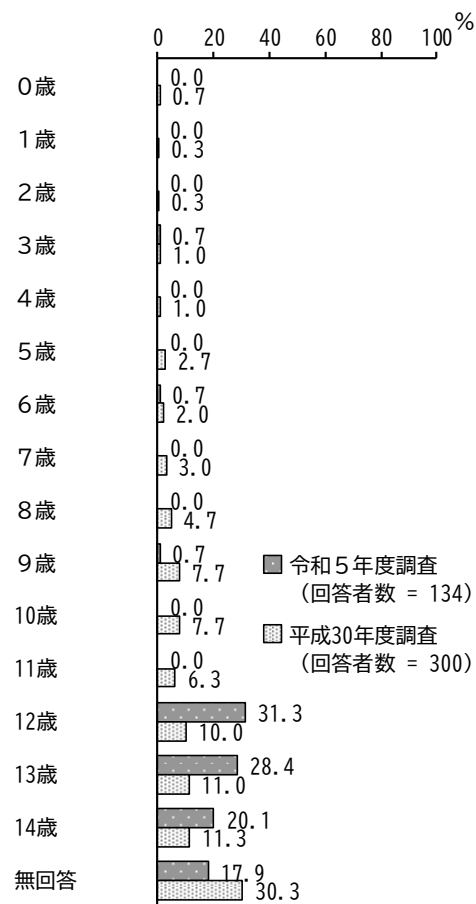 %
0 20 40 60 80 100
０歳
0.0
0.7
１歳
0.0
0.3
２歳
0.0
0.3
３歳
0.7
1.0
４歳
0.0
1.0
５歳
0.0
2.7
６歳
0.7
2.0
７歳
0.0
3.0
８歳
0.0
4.7
９歳
0.7
7.7
10歳
0.0
7.7
11歳
0.0
6.3
12歳
31.3
10.0
13歳
28.4
11.0
14歳
20.1
11.3
無回答
17.9
30.3
令和５年度調査
（回答者数 = 134）
平成30年度調査
（回答者数 = 300）